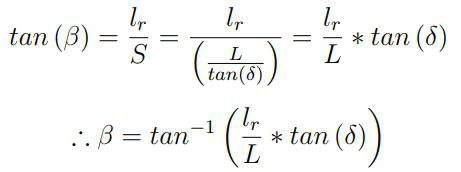 tan (β) = l_r / S = l_r / (L / tan(δ)) = l_r / L * tan (δ)
∴ β = tan⁻¹ (l_r / L * tan (δ))